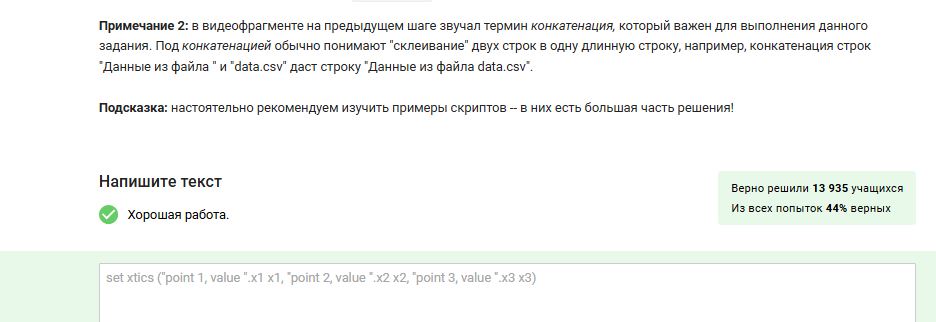 Примечание 2: в видеофрагменте на предыдущем шаге звучал термин конкатенация, который важен для выполнения данного
задания. Под конкатенацией обычно понимают "склеивание" двух строк в одну длинную строку, например, конкатенация строк
"Данные из файла " и "data.csv" даст строку "Данные из файла data.csv".
Подсказка: настоятельно рекомендуем изучить примеры скриптов -- в них есть большая часть решения!
Напишите текст
Хорошая работа.
Верно решили 13 935 учащихся
Из всех попыток 44% верных
set xtics ("point 1, value ".x1 x1, "point 2, value ".x2 x2, "point 3, value ".x3 x3)